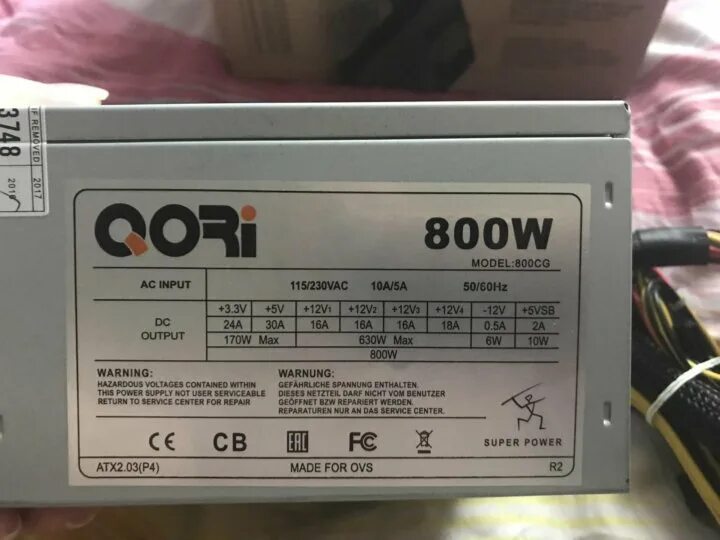 3748
IF REMOVED
2016
2017
QORi
800W
MODEL:800CG
AC INPUT 115/230VAC 10A/5A 50/60Hz
DC OUTPUT +3.3V +5V +12V1 +12V2 +12V3 +12V4 -12V +5VSB
24A 30A 16A 16A 16A 18A 0.5A 2A
170W Max 630W Max 6W 10W
800W
WARNING:
HAZARDOUS VOLTAGES CONTAINED WITHIN
THIS POWER SUPPLY NOT USER SERVICEABLE
RETURN TO SERVICE CENTER FOR REPAIR
WARNUNG:
GEFÄHRLICHE SPANNUNG ENTHALTEN.
DIESES NETZTEIL DARF NICHT VOM BENUTZER
GEÖFFNET BZW REPARIERT WERDEN.
REPARATUREN NUR AN DAS SERVICE CENTER.
CE CB EAC FC
SUPER POWER
ATX2.03(P4) MADE FOR OVS R2